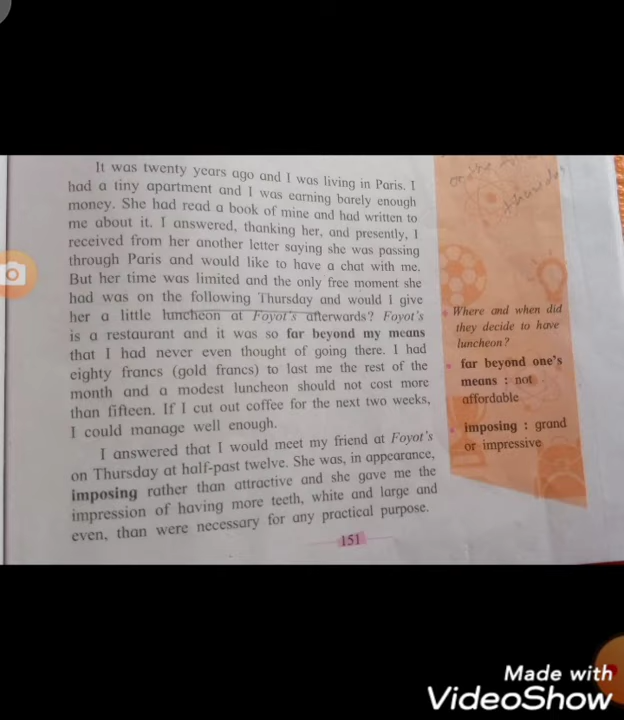 It was twenty years ago and I was living in Paris. I
had a tiny apartment and I was earning barely enough
money. She had read a book of mine and had written to
me about it. I answered, thanking her, and presently, I
received from her another letter saying she was passing
through Paris and would like to have a chat with me.
But her time was limited and the only free moment she
had was on the following Thursday and would I give
her a little luncheon at Foyot's afterwards? Foyot's
is a restaurant and it was so far beyond my means
that I had never even thought of going there. I had
eighty francs (gold francs) to last me the rest of the
month and a modest luncheon should not cost more
than fifteen. If I cut out coffee for the next two weeks,
I could manage well enough.
I answered that I would meet my friend at Foyot's
on Thursday at half-past twelve. She was, in appearance,
imposing rather than attractive and she gave me the
impression of having more teeth, white and large and
even, than were necessary for any practical purpose.
151
on the
Thursday
Where and when did
they decide to have
luncheon?
far beyond one's
means : not
affordable
imposing : grand
or impressive
Made with
VideoShow